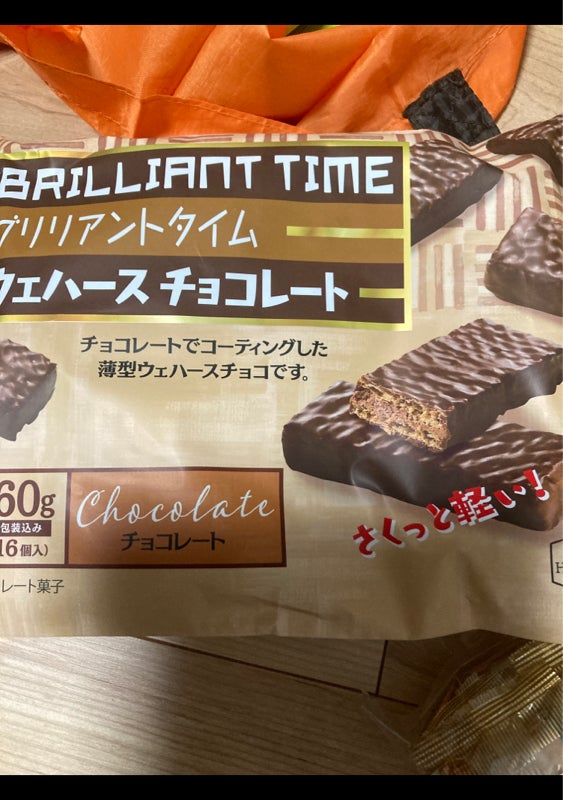 BRILLIANT TIME
ブリリアントタイム
ウェハース チョコレート
チョコレートでコーティングした
薄型ウェハースチョコです。
60g
包装込み
16個入)
Chocolate
チョコレート
さくっと軽い!
レート菓子
H